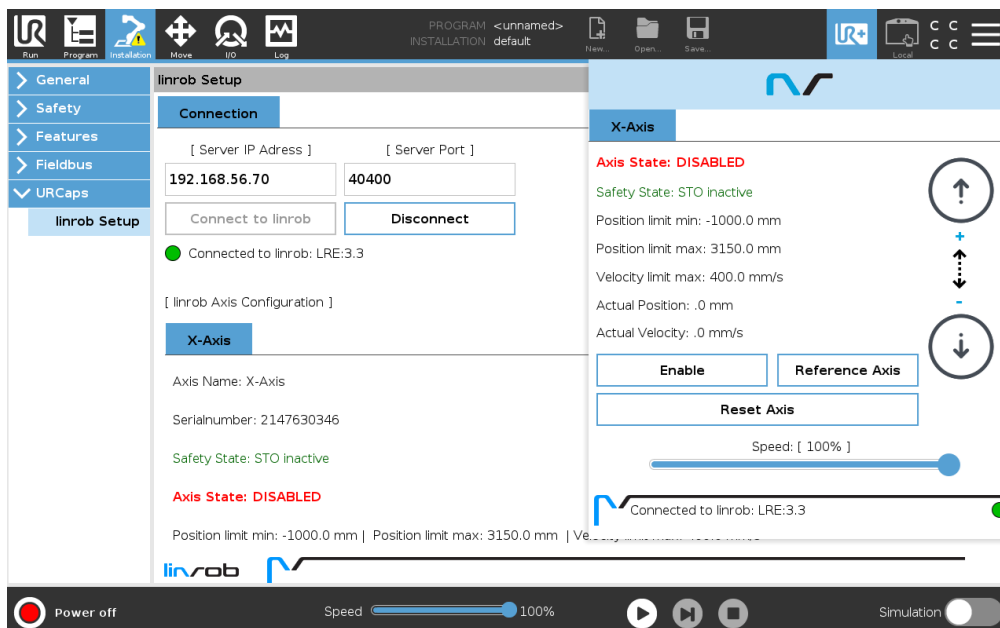 PROGRAM <unnamed>
INSTALLATION default
Run Program Installation Move I/O Log New... Open... Save... UR+ Local C C
C C
General
Safety
Features
Fieldbus
URCaps
linrob Setup
linrob Setup
Connection
[ Server IP Adress ] [ Server Port ]
192.168.56.70 40400
Connect to linrob Disconnect
Connected to linrob: LRE:3.3
[ linrob Axis Configuration ]
X-Axis
Axis Name: X-Axis
Serialnumber: 2147630346
Safety State: STO inactive
Axis State: DISABLED
Position limit min: -1000.0 mm | Position limit max: 3150.0 mm |
linrob
X-Axis
Axis State: DISABLED
Safety State: STO inactive
Position limit min: -1000.0 mm
Position limit max: 3150.0 mm
Velocity limit max: 400.0 mm/s
Actual Position: .0 mm
Actual Velocity: .0 mm/s
+
-
Enable Reference Axis
Reset Axis
Speed: [ 100% ]
Connected to linrob: LRE:3.3
Power off Speed 100% Simulation